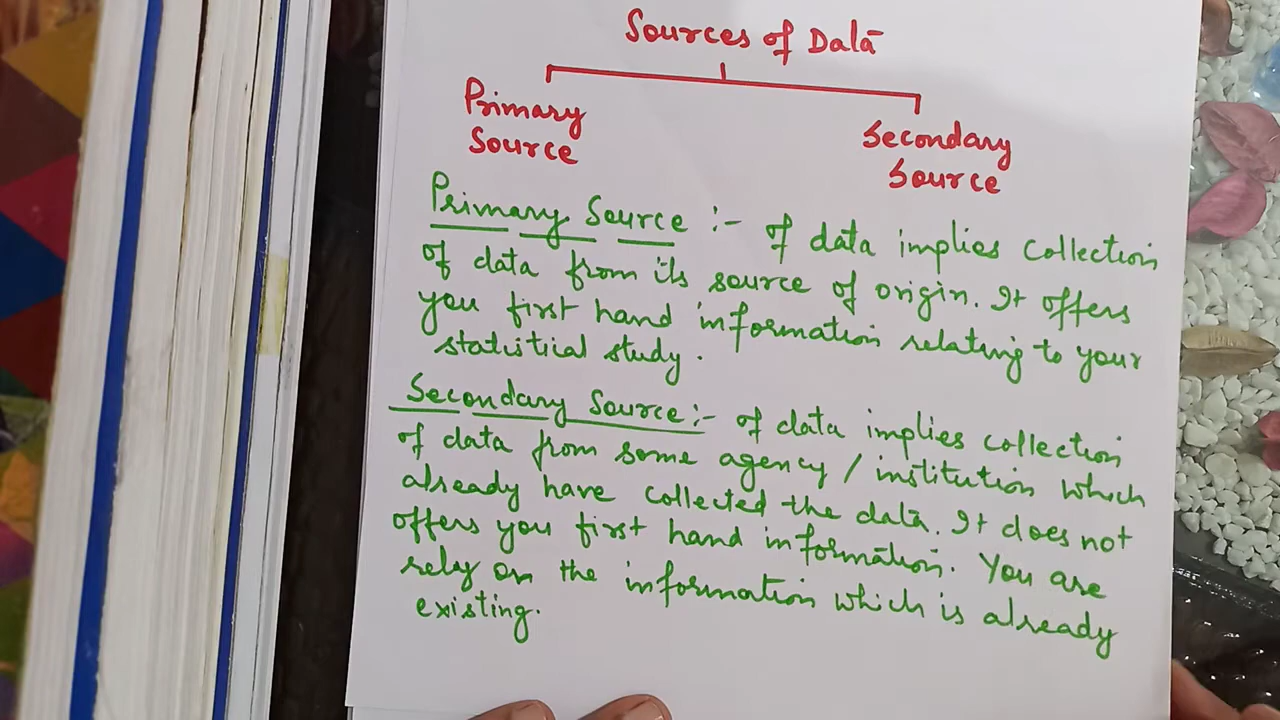 Sources of Data
Primary
Source
Secondary
Source
Primary Source :- of data implies collection
of data from its source of origin. It offers
you first hand information relating to your
statistical study.
Secondary Source :- of data implies collection
of data from some agency / institution which
already have collected the data. It does not
offers you first hand information. You are
rely on the information which is already
existing.